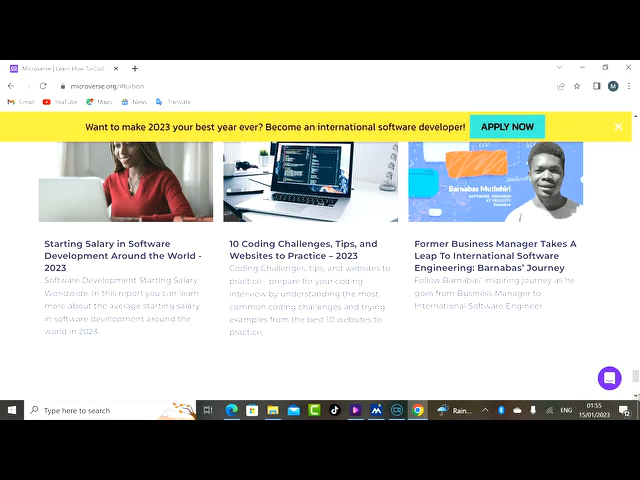 Microverse | Learn How To Cod
microverse.org/#tuition
M
Gmail YouTube Maps News Translate
Want to make 2023 your best year ever? Become an international software developer! APPLY NOW
Barnabas Mutinhiri
SOFTWARE ENGINEER
AT VELOCITY
Starting Salary in Software
Development Around the World -
2023
Software Development Starting Salary
Worldwide. In this report you can learn
more about the average starting salary
in software development around the
world in 2023.
10 Coding Challenges, Tips, and
Websites to Practice – 2023
Coding Challenges, tips, and websites to
practice - prepare for your coding
interview by understanding the most
common coding challenges and trying
examples from the best 10 websites to
practice.
Former Business Manager Takes A
Leap To International Software
Engineering: Barnabas' Journey
Follow Barnabas' inspiring journey as he
goes from Business Manager to
International Software Engineer
Type here to search
Rain...
ENG
01:55
15/01/2023
12